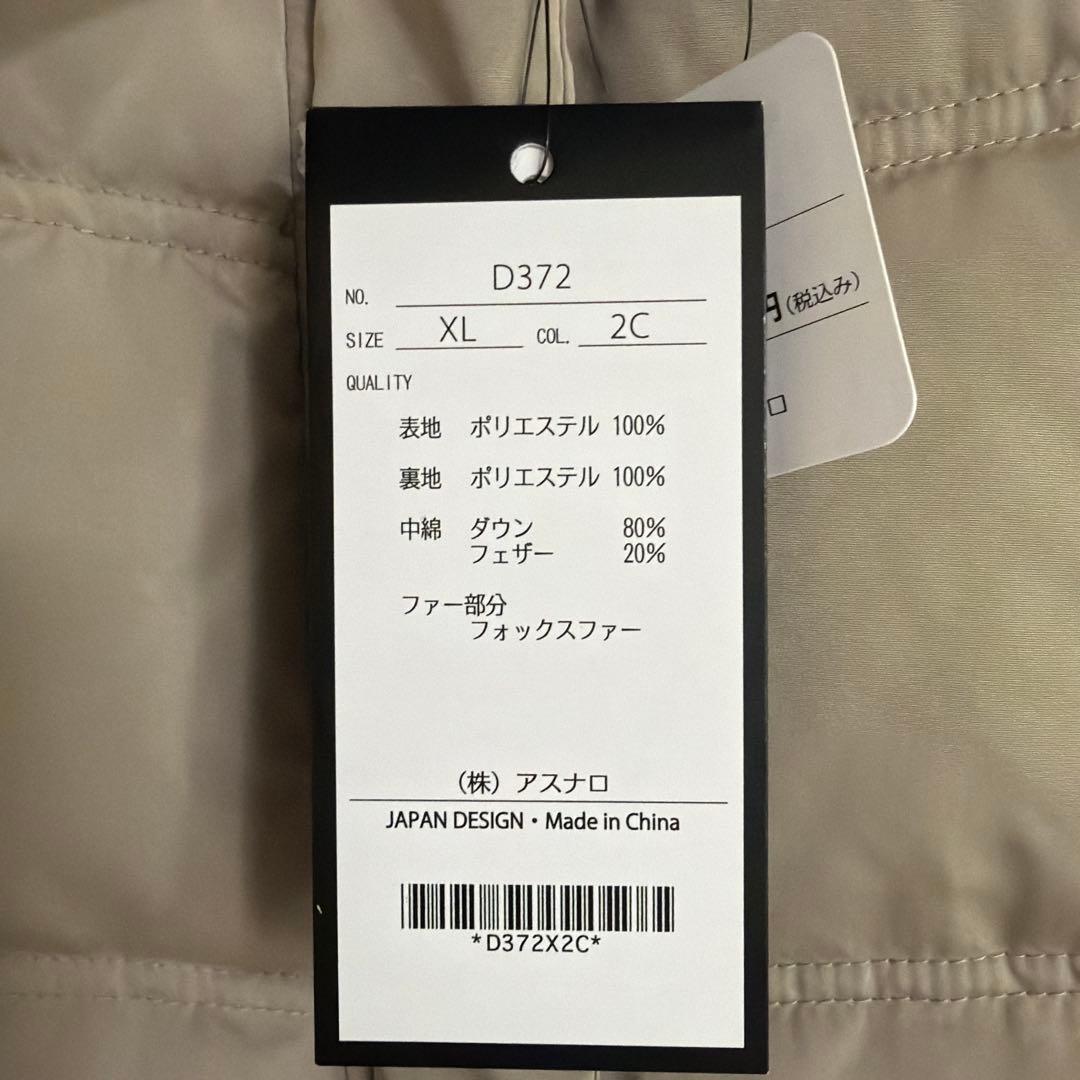 NO. D372
SIZE XL COL. 2C
QUALITY
表地 ポリエステル 100%
裏地 ポリエステル 100%
中綿 ダウン 80%
フェザー 20%
ファー部分
フォックスファー
(株) アスナロ
JAPAN DESIGN・Made in China
*D372X2C*
円(税込み)
ロ